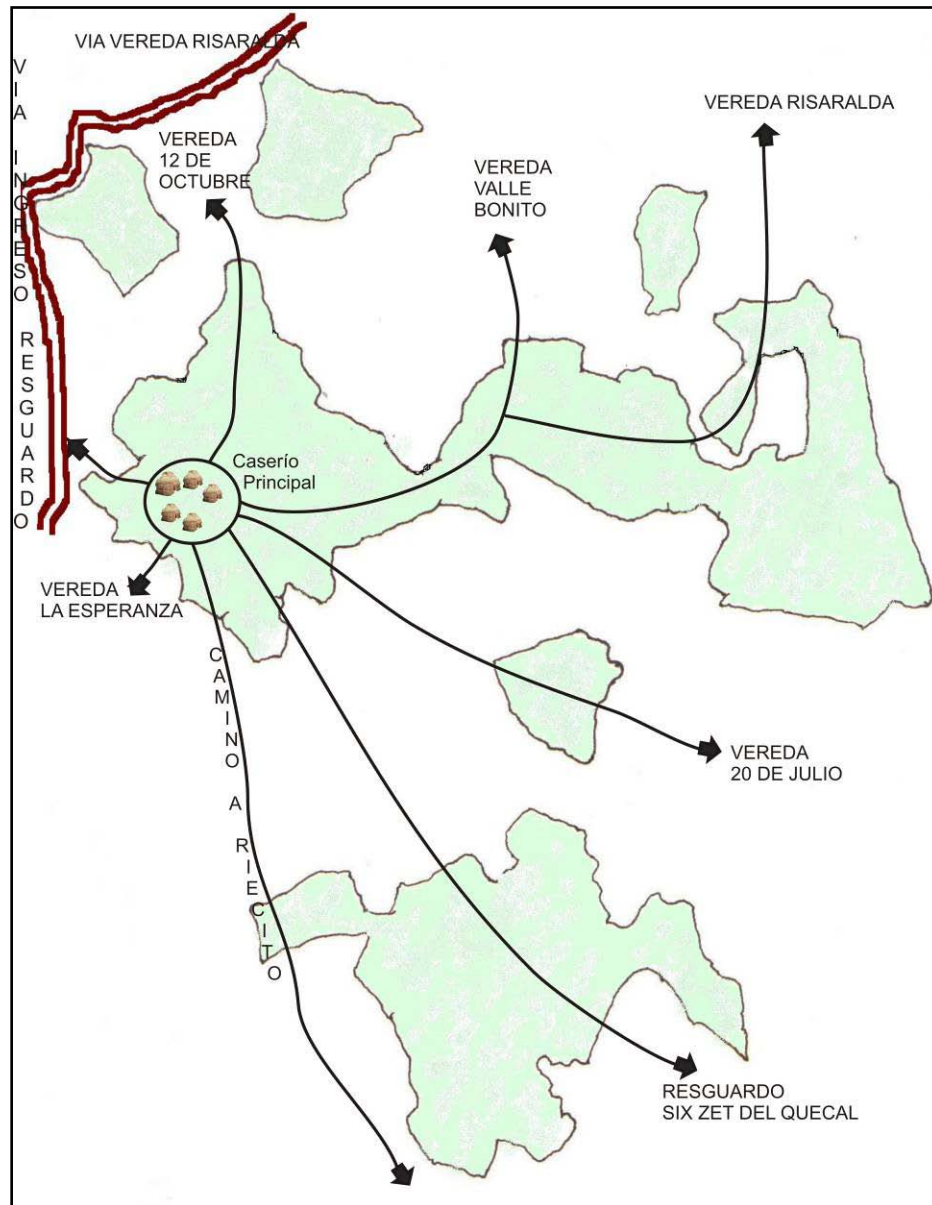 VIA VEREDA RISARALDA
VIA INGRESO RESGUARDO
VEREDA
12 DE
OCTUBRE
VEREDA
VALLE
BONITO
VEREDA RISARALDA
Caserío
Principal
VEREDA
LA ESPERANZA
CAMINO A RIECITO
VEREDA
20 DE JULIO
RESGUARDO
SIX ZET DEL QUECAL